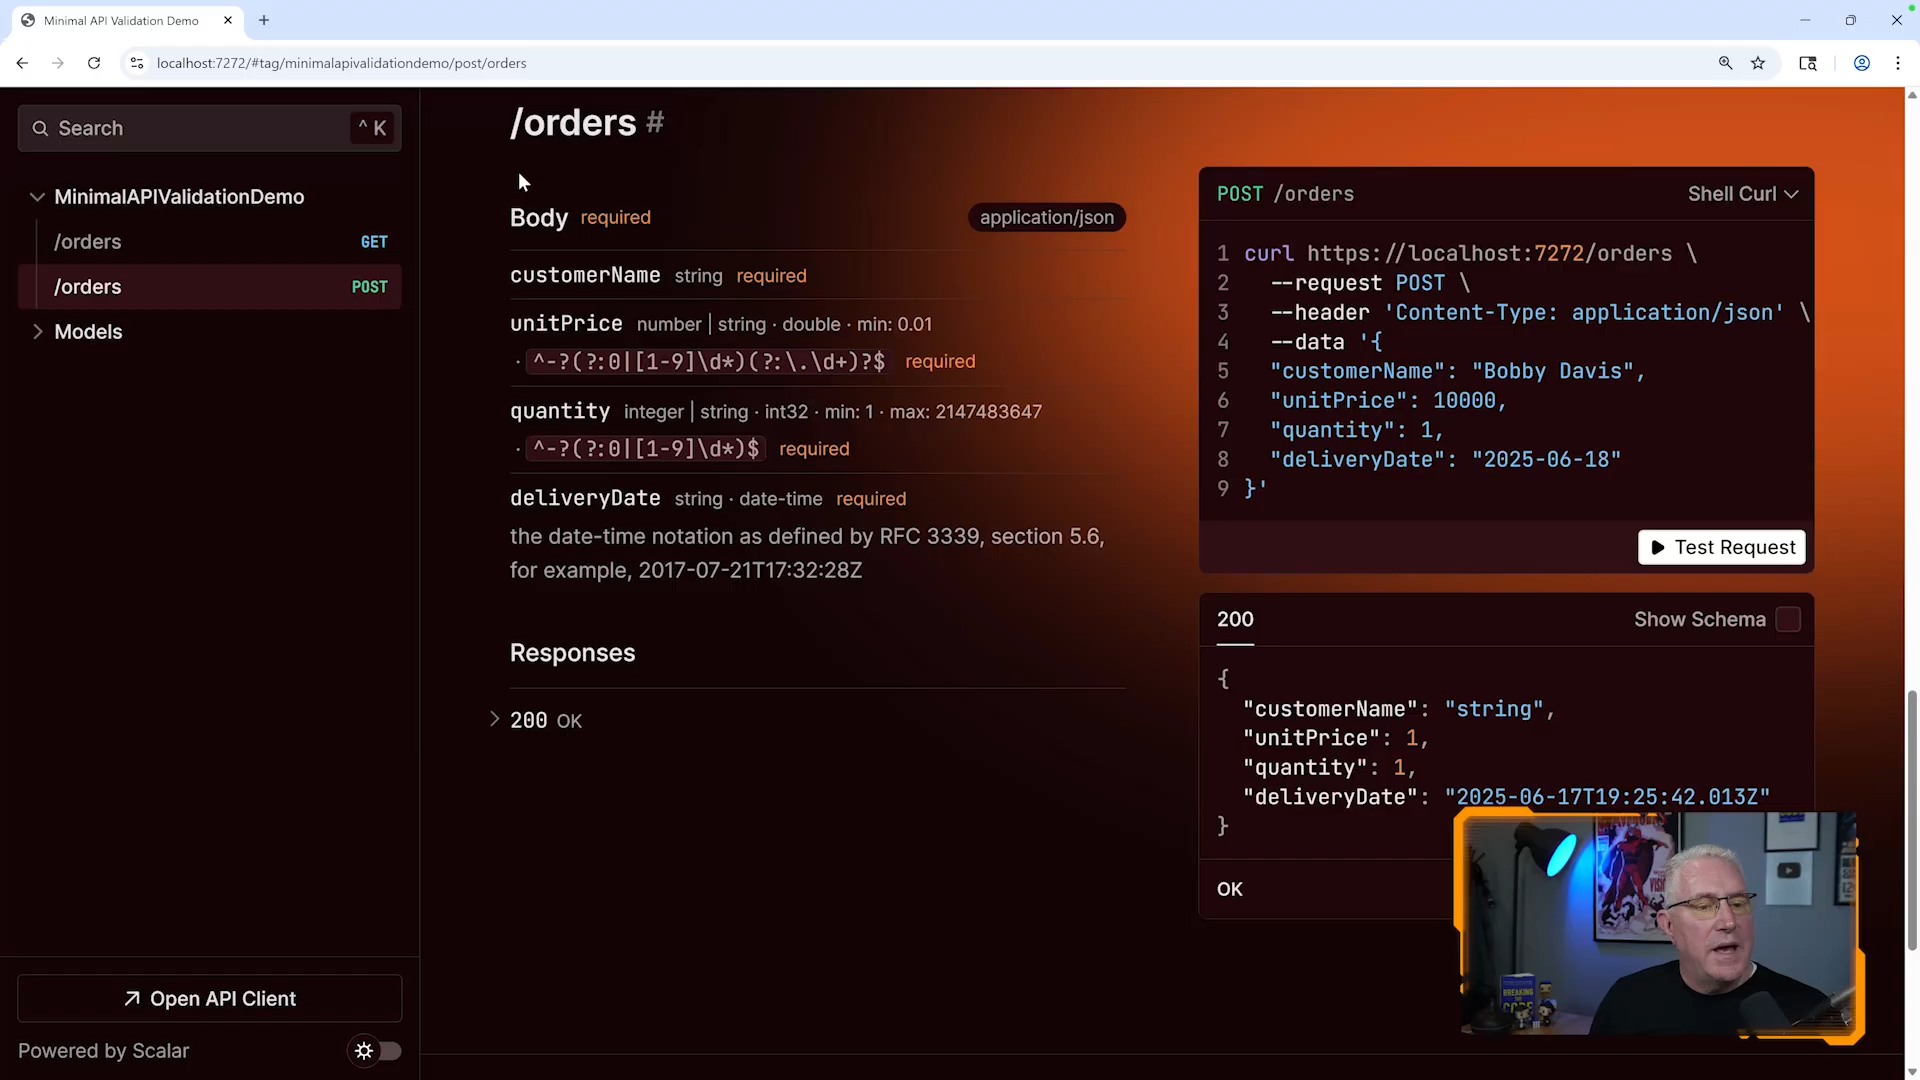 Minimal API Validation Demo
localhost:7272/#tag/minimalapivalidationdemo/post/orders
Search
^ K
MinimalAPIValidationDemo
/orders GET
/orders POST
Models
Open API Client
Powered by Scalar
/orders #
Body required application/json
customerName string required
unitPrice number | string · double · min: 0.01
· ^-?(?:0|[1-9]\d*)(?:\.\d+)?$ required
quantity integer | string · int32 · min: 1 · max: 2147483647
· ^-?(?:0|[1-9]\d*)$ required
deliveryDate string · date-time required
the date-time notation as defined by RFC 3339, section 5.6,
for example, 2017-07-21T17:32:28Z
Responses
200 OK
POST /orders Shell Curl
1 curl https://localhost:7272/orders \
2 --request POST \
3 --header 'Content-Type: application/json' \
4 --data '{
5 "customerName": "Bobby Davis",
6 "unitPrice": 10000,
7 "quantity": 1,
8 "deliveryDate": "2025-06-18"
9 }'
Test Request
200 Show Schema
{
"customerName": "string",
"unitPrice": 1,
"quantity": 1,
"deliveryDate": "2025-06-17T19:25:42.013Z"
}
OK
BREAKING
CODE